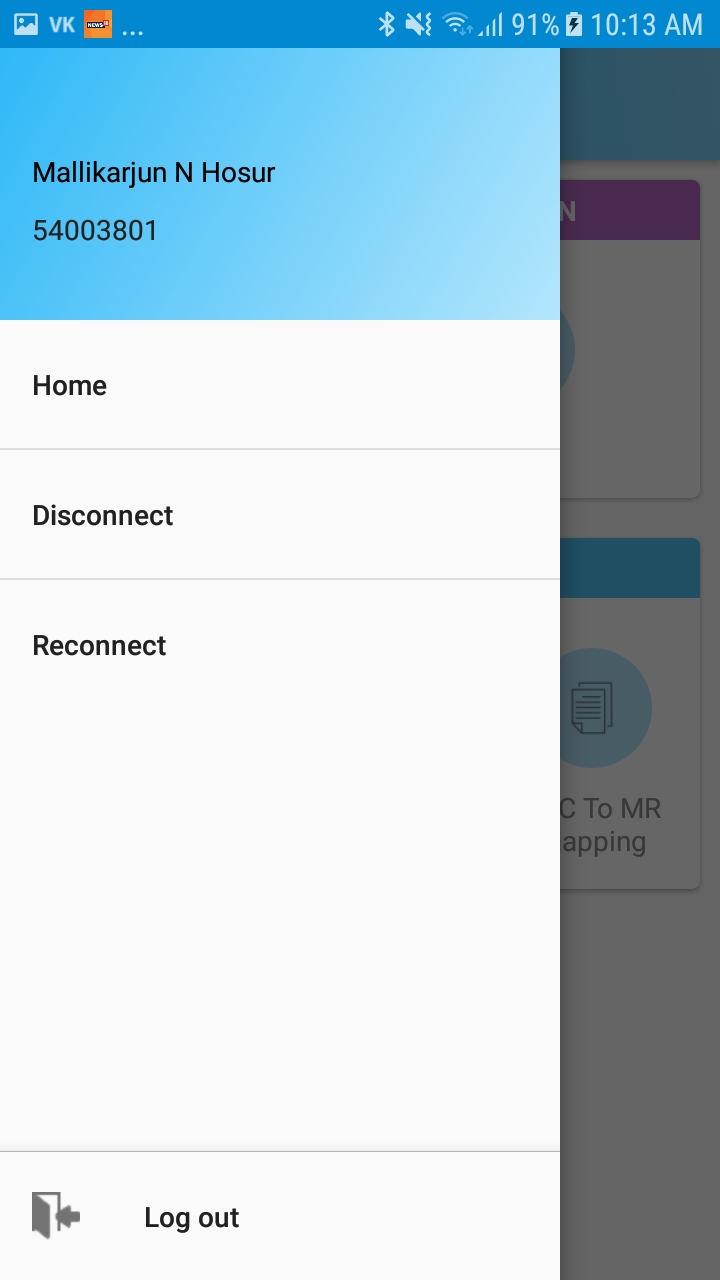 VK NEWS ... 91% 10:13 AM
Mallikarjun N Hosur
54003801
N
Home
Disconnect
Reconnect
C To MR
apping
Log out